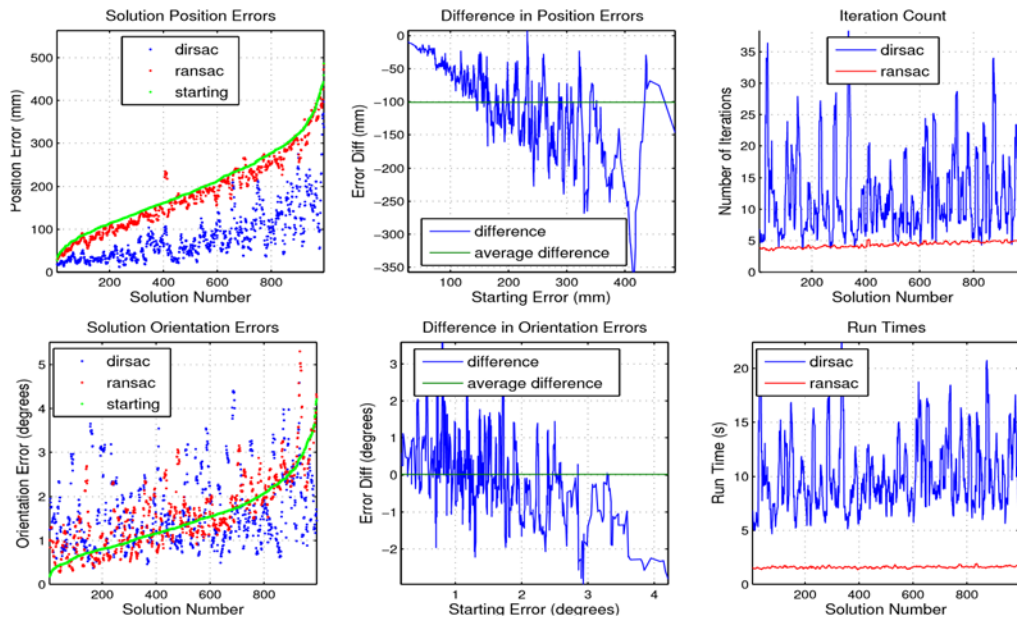 Solution Position Errors
500
400
300
200
100
0
Position Error (mm)
dirsac
ransac
starting
200
400
600
800
Solution Number
Difference in Position Errors
0
−50
−100
−150
−200
−250
−300
−350
Error Diff (mm)
difference
average difference
100
200
300
400
Starting Error (mm)
Iteration Count
35
30
25
20
15
10
5
0
Number of Iterations
dirsac
ransac
200
400
600
800
Solution Number
Solution Orientation Errors
5
4
3
2
1
0
Orientation Error (degrees)
dirsac
ransac
starting
200
400
600
800
Solution Number
Difference in Orientation Errors
3
2
1
0
−1
−2
Error Diff (degrees)
difference
average difference
1
2
3
4
Starting Error (degrees)
Run Times
20
15
10
5
0
Run Time (s)
dirsac
ransac
200
400
600
800
Solution Number